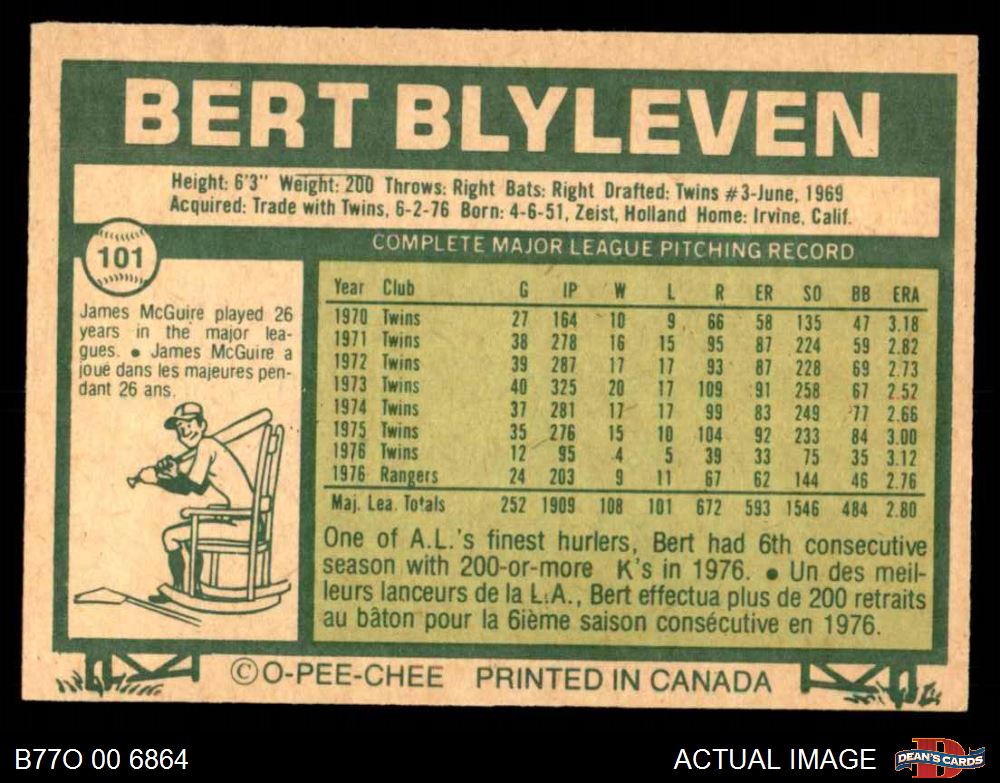 BERT BLYLEVEN
Height: 6'3" Weight: 200 Throws: Right Bats: Right Drafted: Twins #3-June, 1969
Acquired: Trade with Twins, 6-2-76 Born: 4-6-51, Zeist, Holland Home: Irvine, Calif.
101
James McGuire played 26
years in the major lea-
gues. ● James McGuire a
joué dans les majeures pen-
dant 26 ans.
COMPLETE MAJOR LEAGUE PITCHING RECORD
Year Club G IP W L R ER SO BB ERA
1970 Twins 27 164 10 9 66 58 135 47 3.18
1971 Twins 38 278 16 15 95 87 224 59 2.82
1972 Twins 39 287 17 17 93 87 228 69 2.73
1973 Twins 40 325 20 17 109 91 258 67 2.52
1974 Twins 37 281 17 17 99 83 249 77 2.66
1975 Twins 35 276 15 10 104 92 233 84 3.00
1976 Twins 12 95 4 5 39 33 75 35 3.12
1976 Rangers 24 203 9 11 67 62 144 46 2.76
Maj. Lea. Totals 252 1909 108 101 672 593 1546 484 2.80
One of A.L.'s finest hurlers, Bert had 6th consecutive
season with 200-or-more K's in 1976. ● Un des meil-
leurs lanceurs de la L.A., Bert effectua plus de 200 retraits
au bâton pour la 6ième saison consécutive en 1976.
© O-PEE-CHEE PRINTED IN CANADA
B77O 00 6864
ACTUAL IMAGE
DEAN'S CARDS